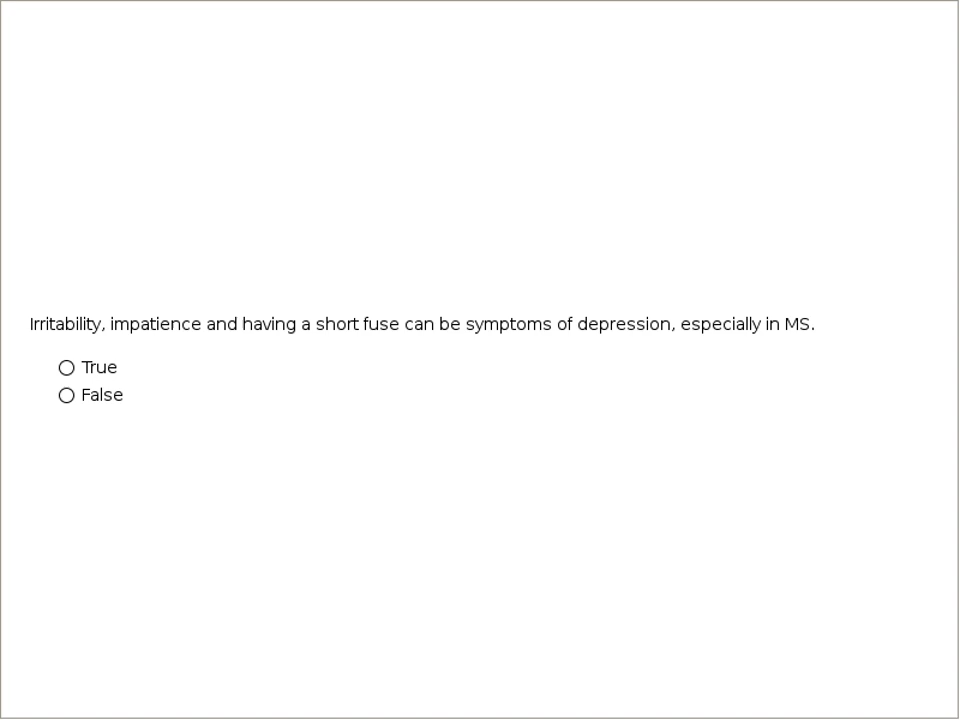 Irritability, impatience and having a short fuse can be symptoms of depression, especially in MS.
True
False